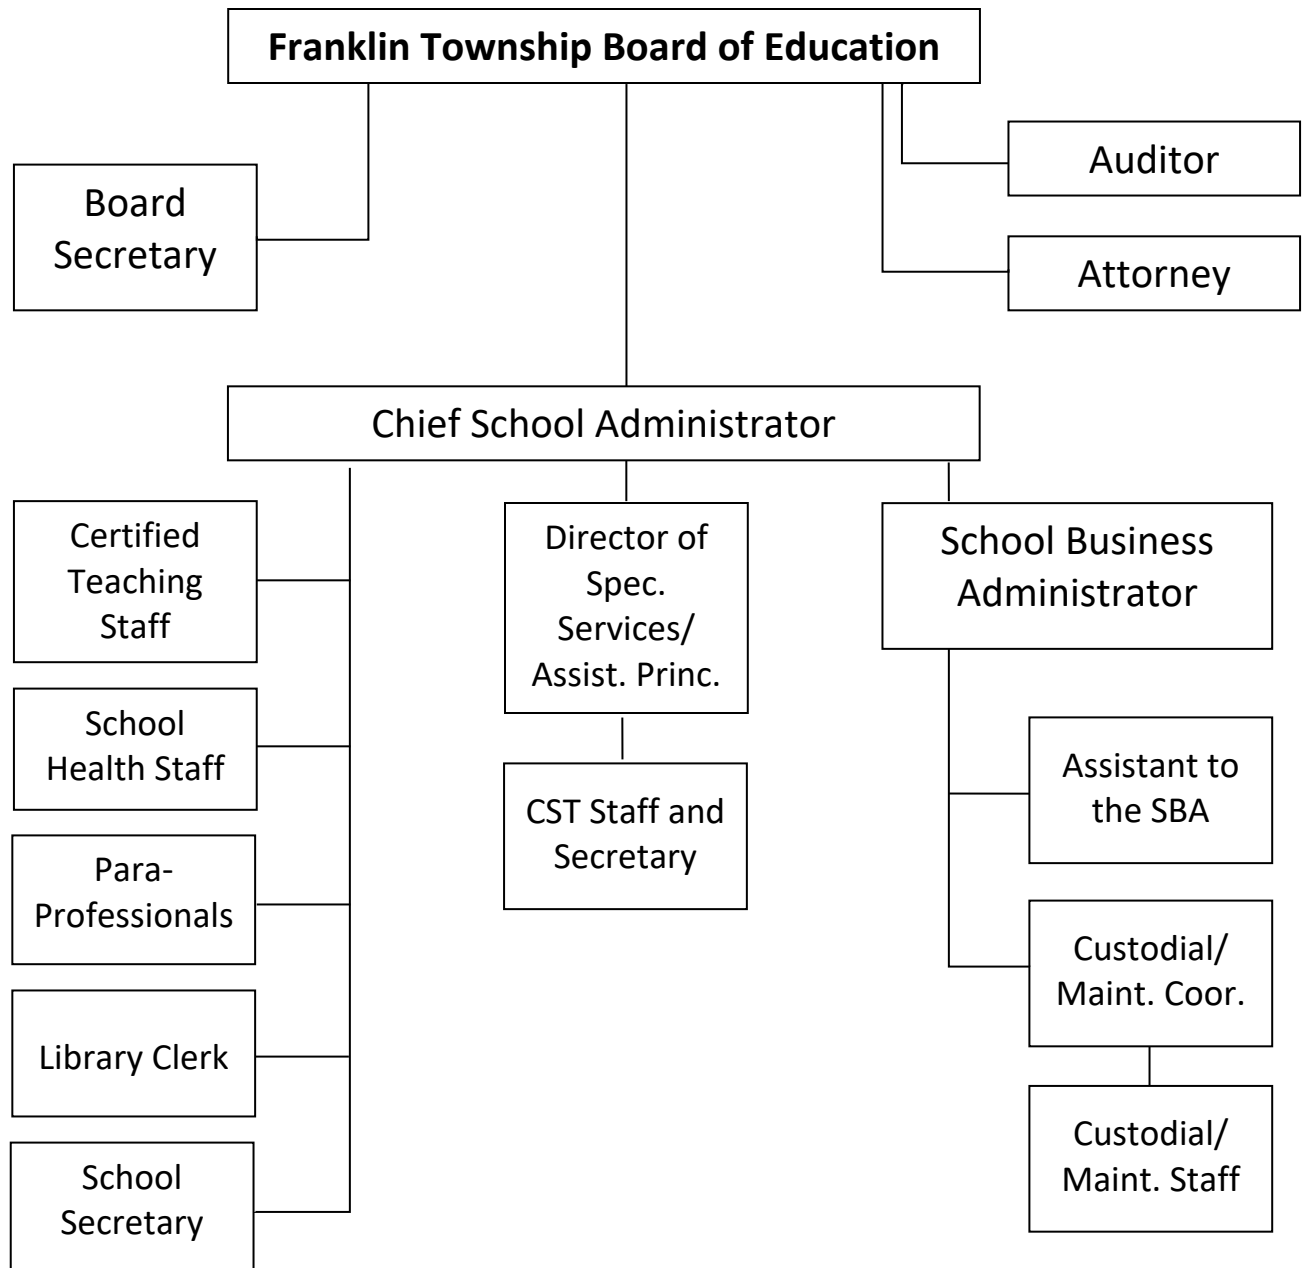 Franklin Township Board of Education
Auditor
Board
Secretary
Attorney
Chief School Administrator
Certified
Teaching
Staff
School
Health Staff
Para-
Professionals
Library Clerk
School
Secretary
Director of
Spec.
Services/
Assist. Princ.
CST Staff and
Secretary
School Business
Administrator
Assistant to
the SBA
Custodial/
Maint. Coor.
Custodial/
Maint. Staff